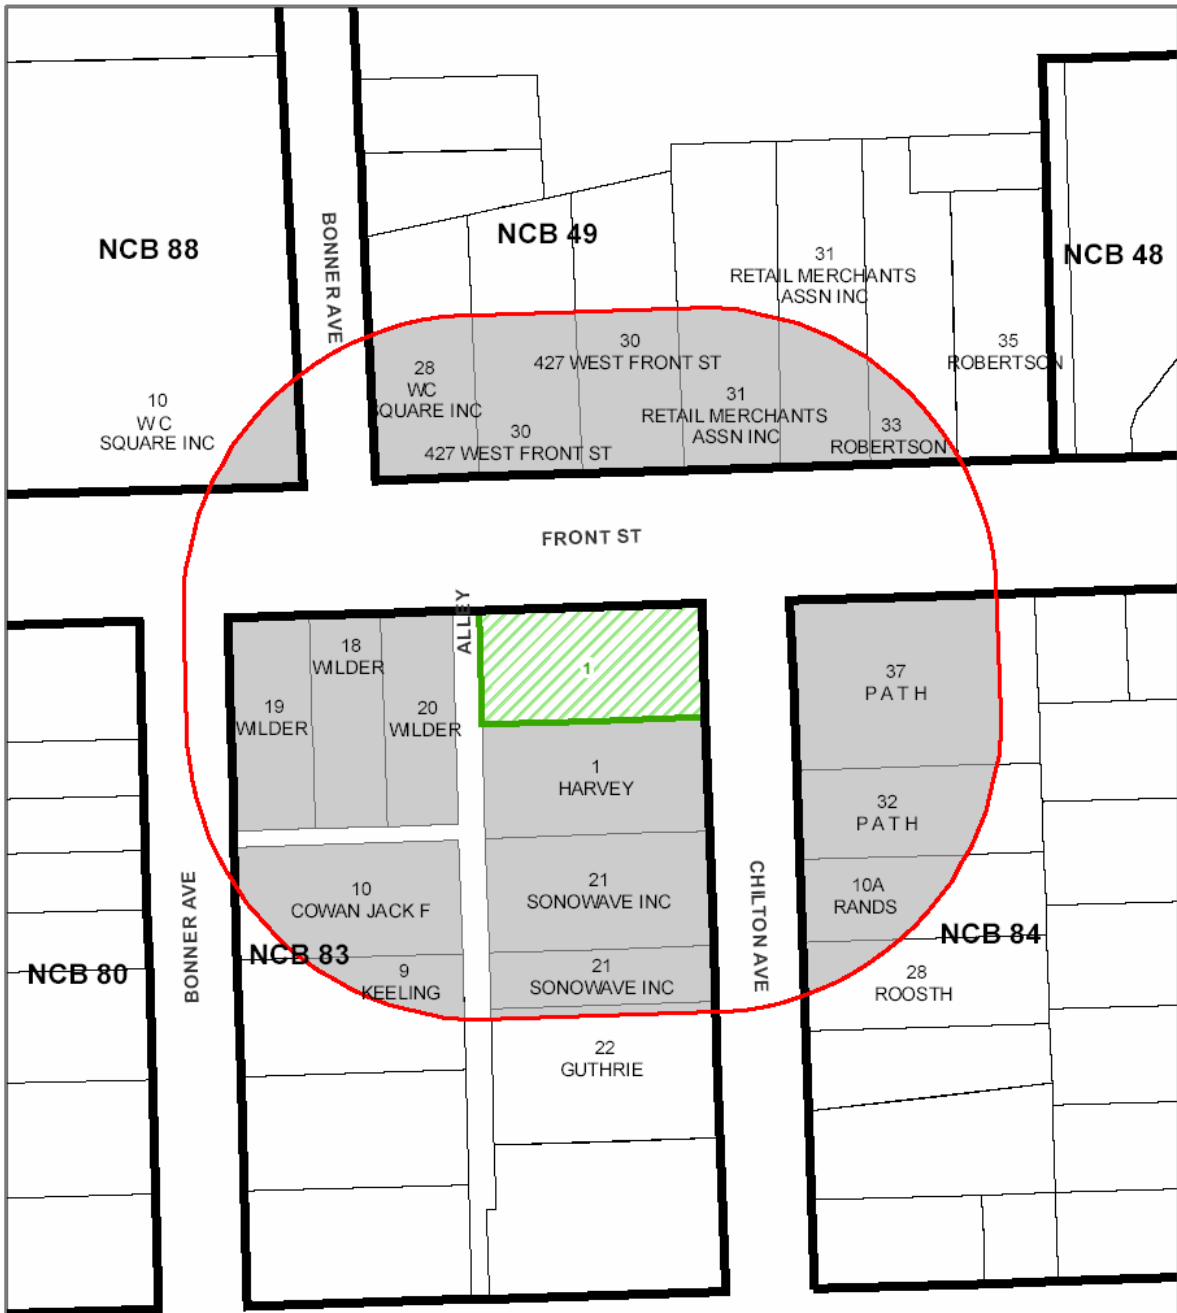 BONNER AVE
NCB 88
NCB 49
NCB 48
31
RETAIL MERCHANTS
ASSN INC
30
427 WEST FRONT ST
35
ROBERTSON
28
WC
SQUARE INC
10
W C
SQUARE INC
31
RETAIL MERCHANTS
ASSN INC
30
427 WEST FRONT ST
33
ROBERTSON
FRONT ST
ALLEY
18
WILDER
1
37
P A T H
19
WILDER
20
WILDER
1
HARVEY
32
P A T H
10
COWAN JACK F
21
SONOWAVE INC
CHILTON AVE
10A
RANDS
BONNER AVE
NCB 80
NCB 83
NCB 84
9
KEELING
21
SONOWAVE INC
28
ROOSTH
22
GUTHRIE